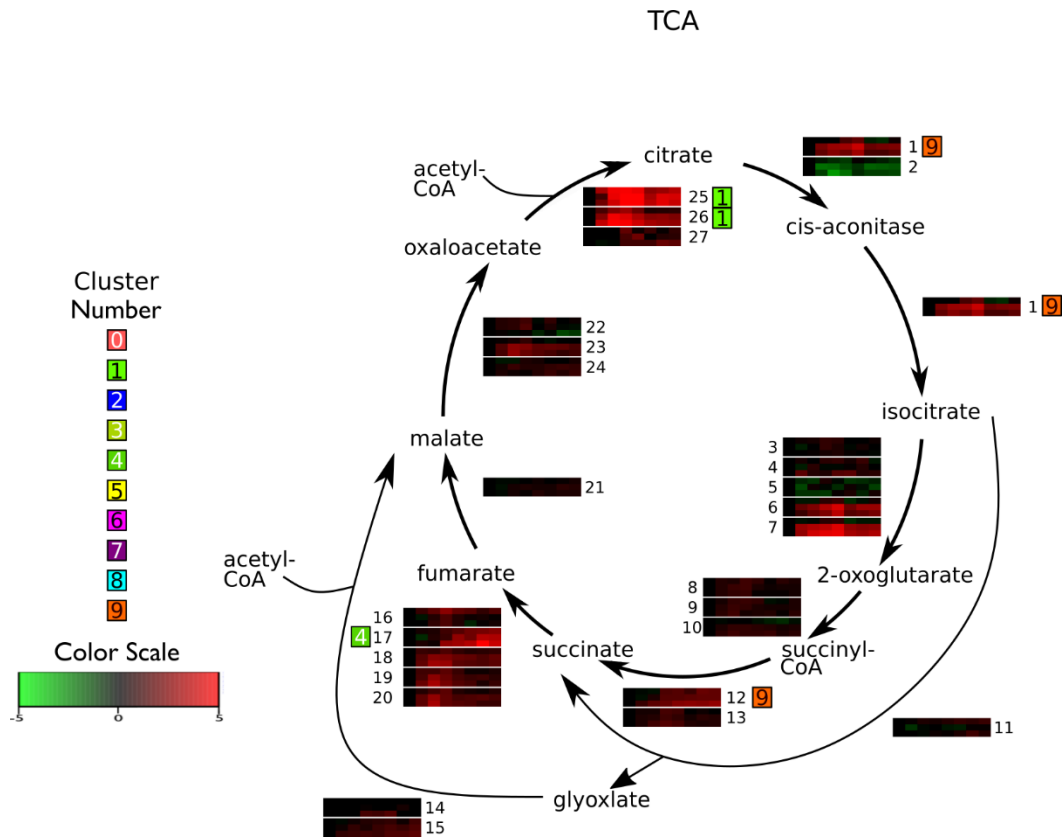 TCA
citrate
acetyl-
CoA
1 9
2
25 1
26 1
27
cis-aconitase
oxaloacetate
Cluster
Number
0
1
2
3
4
5
6
7
8
9
Color Scale
-5 0 5
1 9
22
23
24
isocitrate
malate
3
4
5
6
7
21
acetyl-
CoA
fumarate
2-oxoglutarate
8
9
10
16
4 17
18
19
20
succinate
succinyl-
CoA
12 9
13
11
glyoxlate
14
15